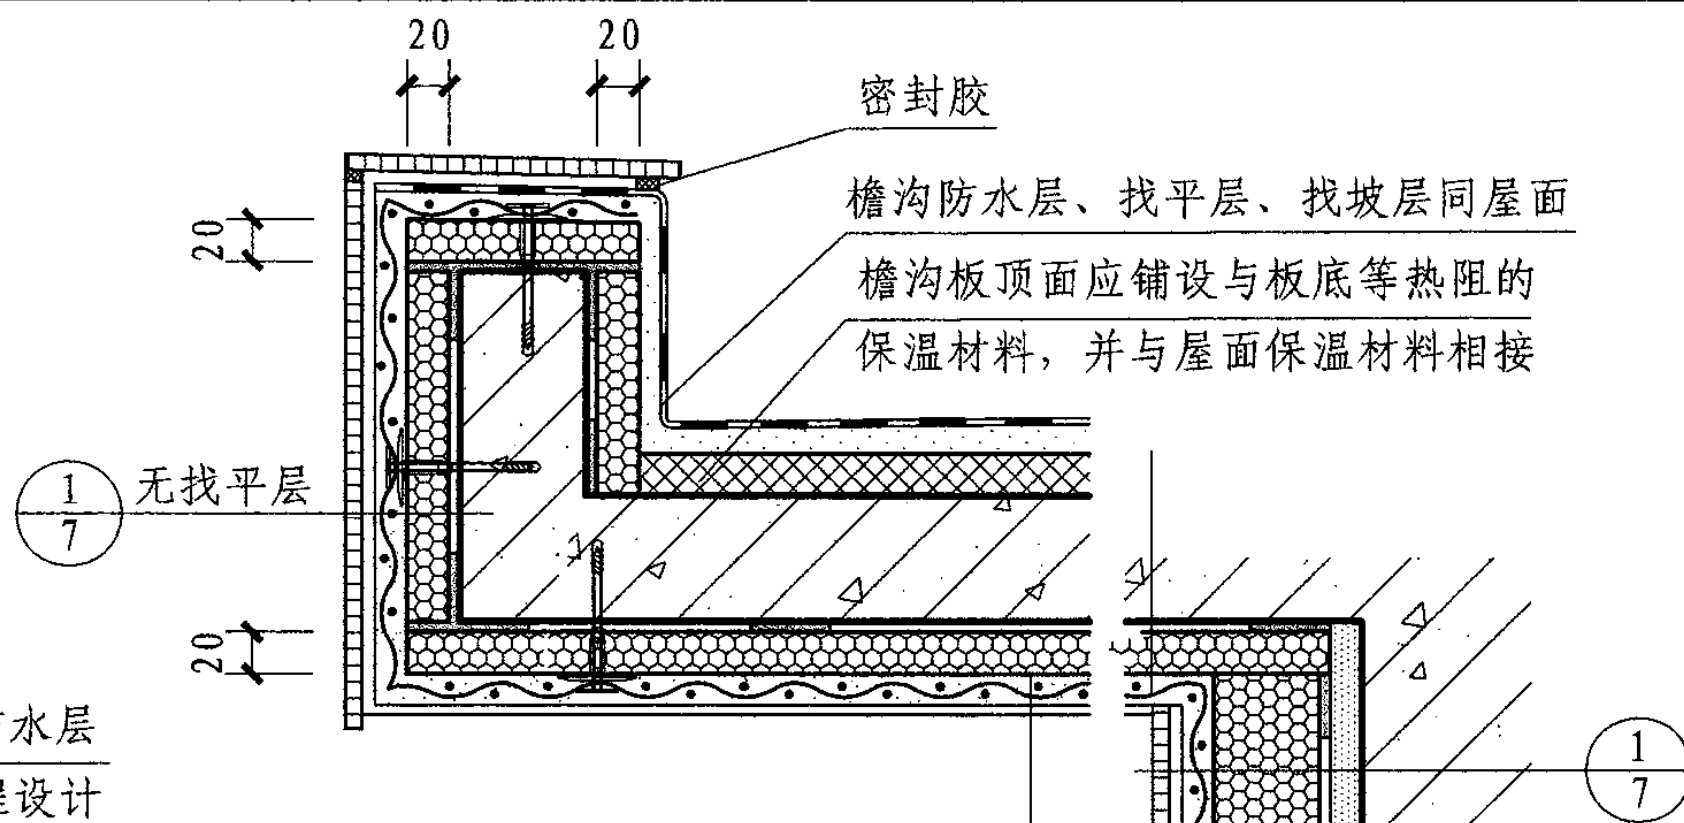 20
20
密封胶
檐沟防水层、找平层、找坡层同屋面
20
檐沟板顶面应铺设与板底等热阻的
保温材料，并与屋面保温材料相接
1
7
无找平层
20
水层
设计
1
7